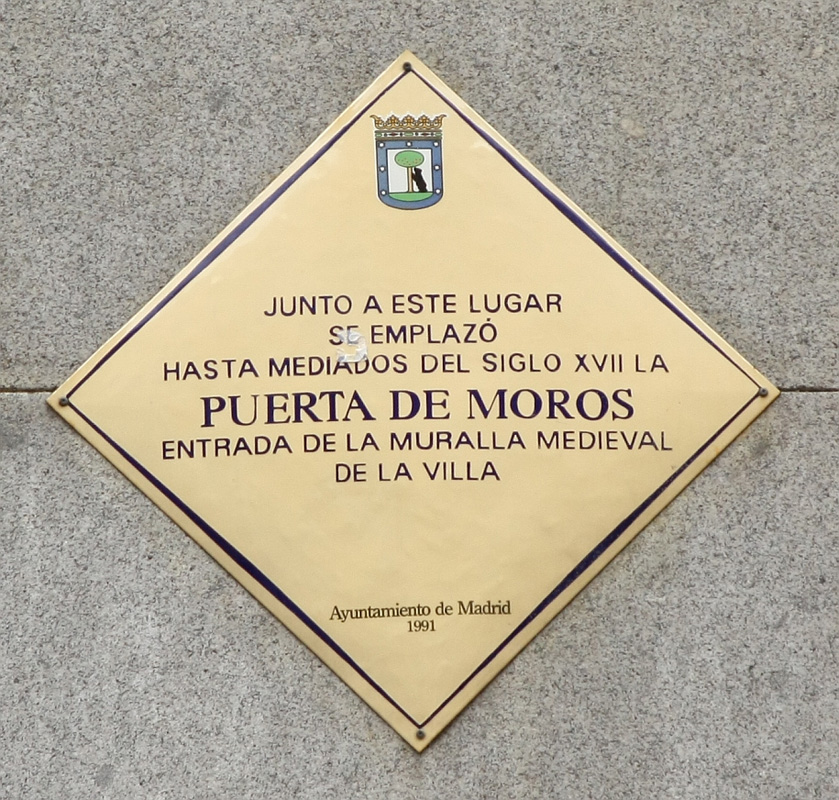 JUNTO A ESTE LUGAR
SE EMPLAZÓ
HASTA MEDIADOS DEL SIGLO XVII LA
PUERTA DE MOROS
ENTRADA DE LA MURALLA MEDIEVAL
DE LA VILLA
Ayuntamiento de Madrid
1991